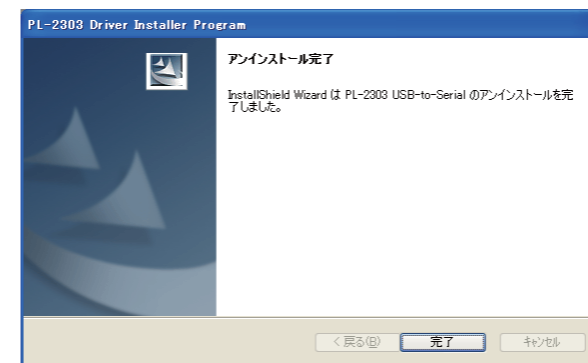 PL-2303 Driver Installer Program
アンインストール完了
InstallShield Wizard は PL-2303 USB-to-Serial のアンインストールを完
了しました。
< 戻る(B)
完了
キャンセル